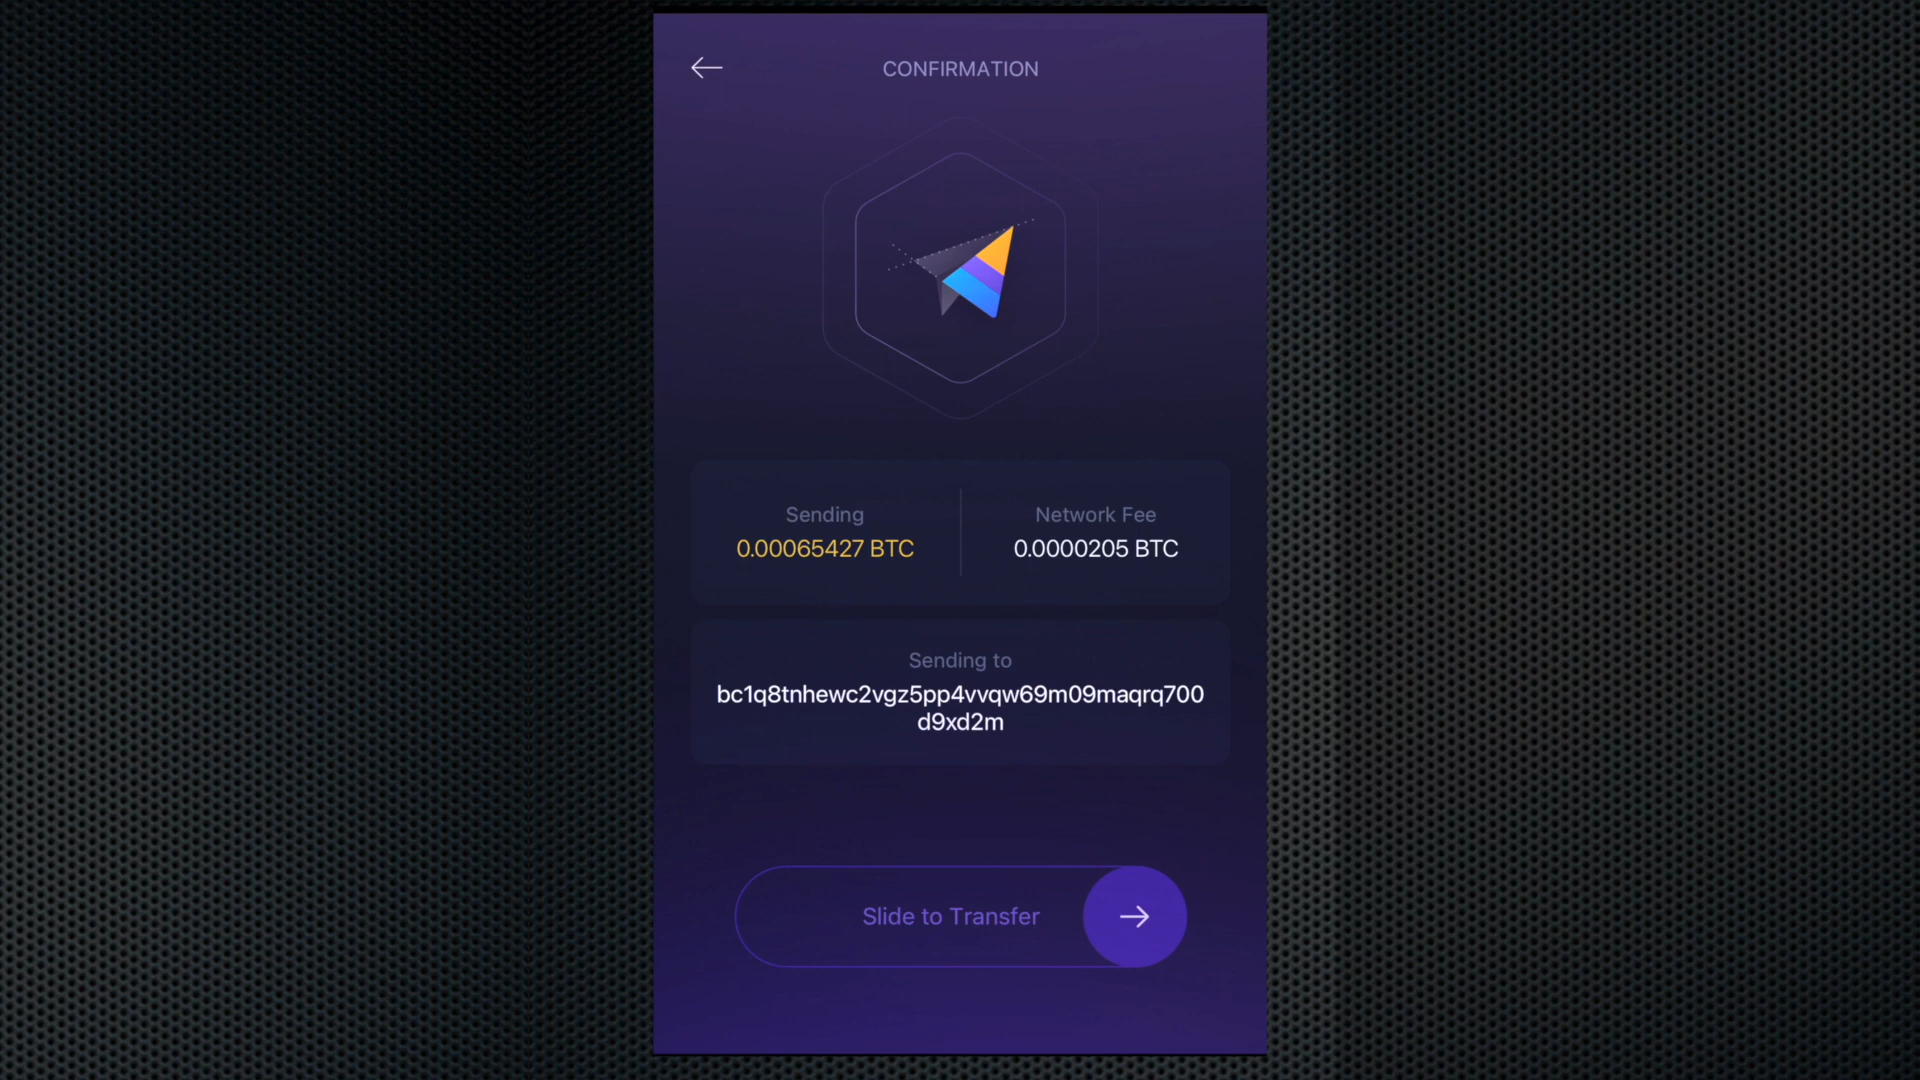 CONFIRMATION
Sending
0.00065427 BTC
Network Fee
0.0000205 BTC
Sending to
bc1q8tnhewc2vgz5pp4vvqw69m09maqrq700
d9xd2m
Slide to Transfer